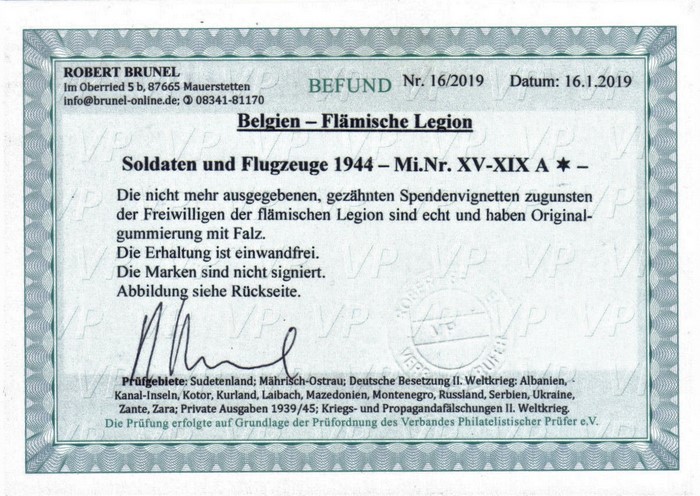 ROBERT BRUNEL
Im Oberried 5 b, 87665 Mauerstetten
info@brunel-online.de; ✆ 08341-81170
BEFUND Nr. 16/2019 Datum: 16.1.2019
Belgien – Flämische Legion
Soldaten und Flugzeuge 1944 – Mi.Nr. XV-XIX A ✶ –
Die nicht mehr ausgegebenen, gezähnten Spendenvignetten zugunsten
der Freiwilligen der flämischen Legion sind echt und haben Original-
gummierung mit Falz.
Die Erhaltung ist einwandfrei.
Die Marken sind nicht signiert.
Abbildung siehe Rückseite.
VP
Prüfgebiete: Sudetenland; Mährisch-Ostrau; Deutsche Besetzung II. Weltkrieg: Albanien,
Kanal-Inseln, Kotor, Kurland, Laibach, Mazedonien, Montenegro, Russland, Serbien, Ukraine,
Zante, Zara; Private Ausgaben 1939/45; Kriegs- und Propagandafälschungen II. Weltkrieg.
Die Prüfung erfolgte auf Grundlage der Prüfordnung des Verbandes Philatelistischer Prüfer e.V.